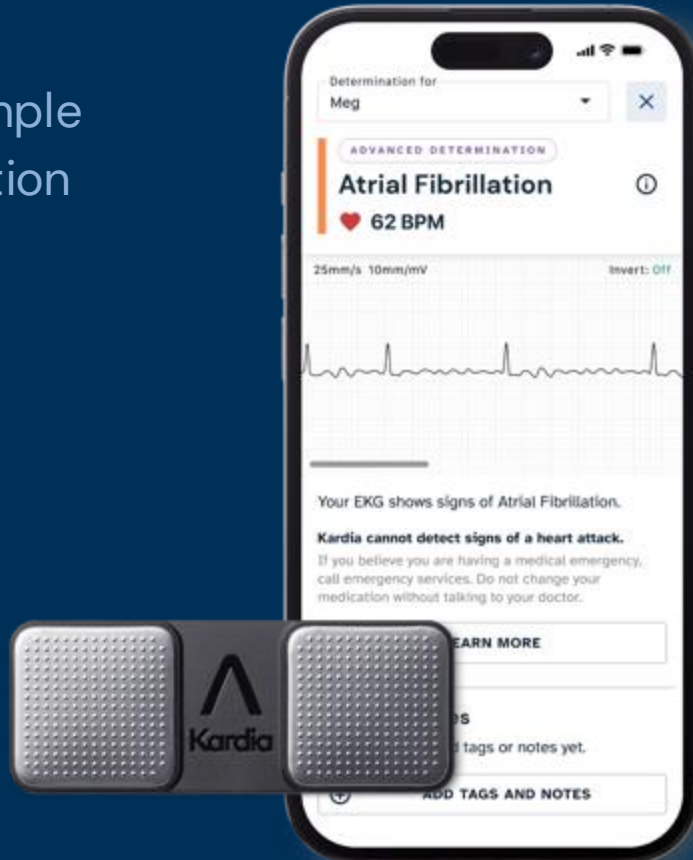 Determination for
Meg
ADVANCED DETERMINATION
Atrial Fibrillation
62 BPM
25mm/s 10mm/mV
Invert: Off
Your EKG shows signs of Atrial Fibrillation.
Kardia cannot detect signs of a heart attack.
If you believe you are having a medical emergency,
call emergency services. Do not change your
medication without talking to your doctor.
MORE
Kardia
tags or notes yet.
ADD TAGS AND NOTES